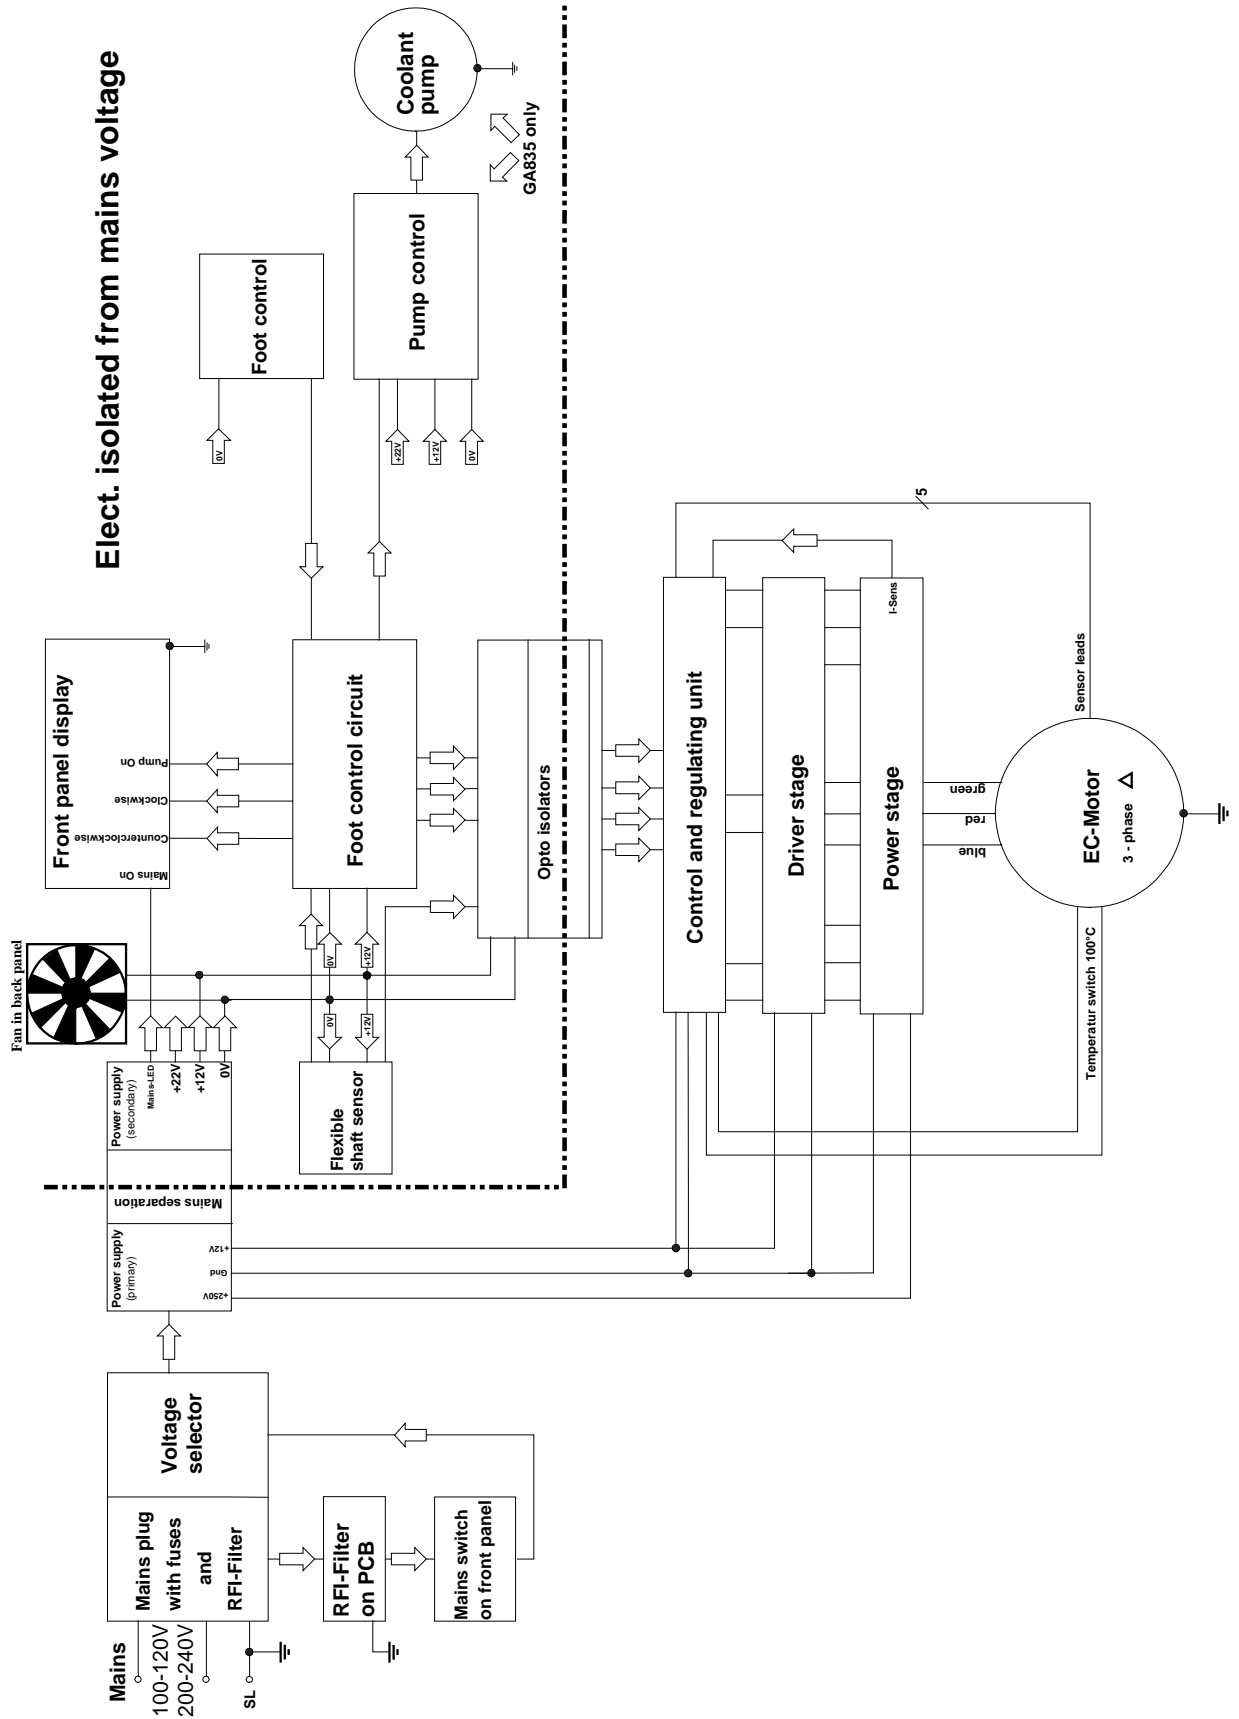 Elect. isolated from mains voltage
Fan in back panel
Front panel display
Mains On
Counterclockwise
Clockwise
Pump On
Power supply
(secondary)
Mains-LED
+22V
+12V
0V
Mains separation
Power supply
(primary)
+12V
Gnd
+250V
Voltage
selector
Mains plug
with fuses
and
RFI-Filter
Mains
100-120V
200-240V
SL
RFI-Filter
on PCB
Mains switch
on front panel
Flexible
shaft sensor
0V
+12V
0V
+12V
Foot control circuit
Foot control
0V
Pump control
+22V
+12V
0V
Coolant
pump
GA835 only
Opto isolators
Control and regulating unit
Driver stage
Power stage
I-Sens
5
Sensor leads
blue
red
green
EC-Motor
3 - phase Δ
Temperatur switch 100°C